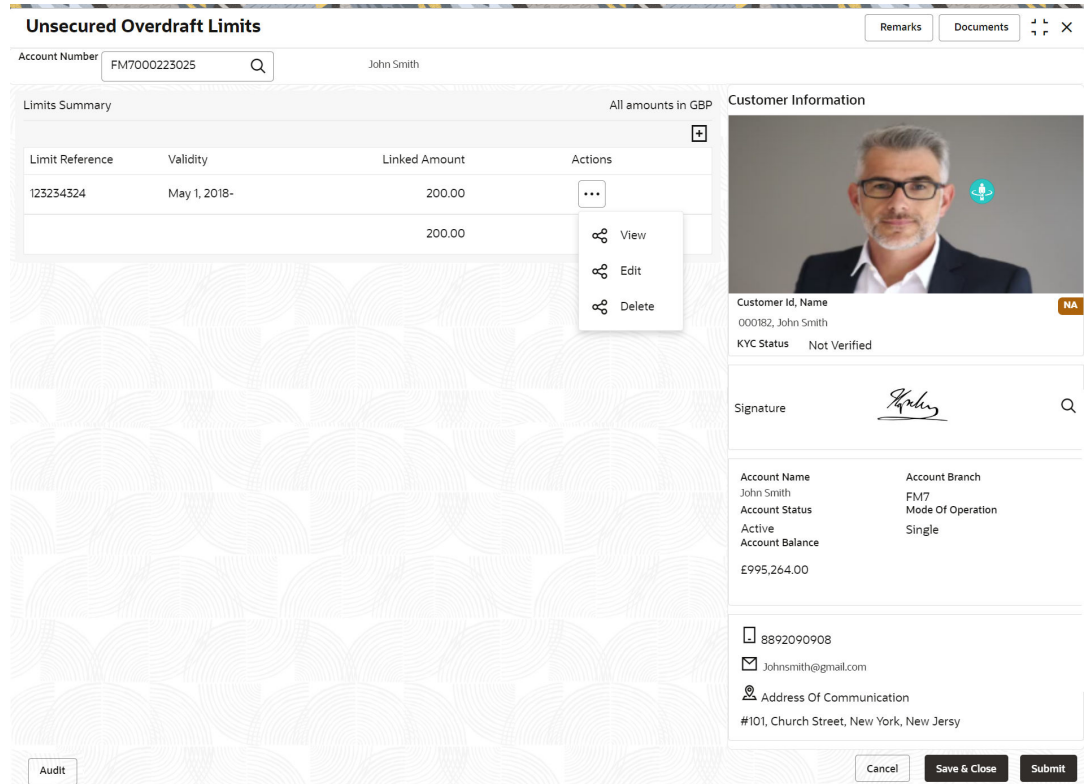 Unsecured Overdraft Limits
Remarks
Documents
Account Number
FM7000223025
John Smith
Limits Summary
All amounts in GBP
Limit Reference Validity Linked Amount Actions
123234324 May 1, 2018- 200.00 ...
200.00
View
Edit
Delete
Customer Information
Customer Id, Name
NA
000182, John Smith
KYC Status Not Verified
Signature
Account Name Account Branch
John Smith FM7
Account Status Mode Of Operation
Active Single
Account Balance
£995,264.00
8892090908
Johnsmith@gmail.com
Address Of Communication
#101, Church Street, New York, New Jersy
Audit
Cancel
Save & Close
Submit